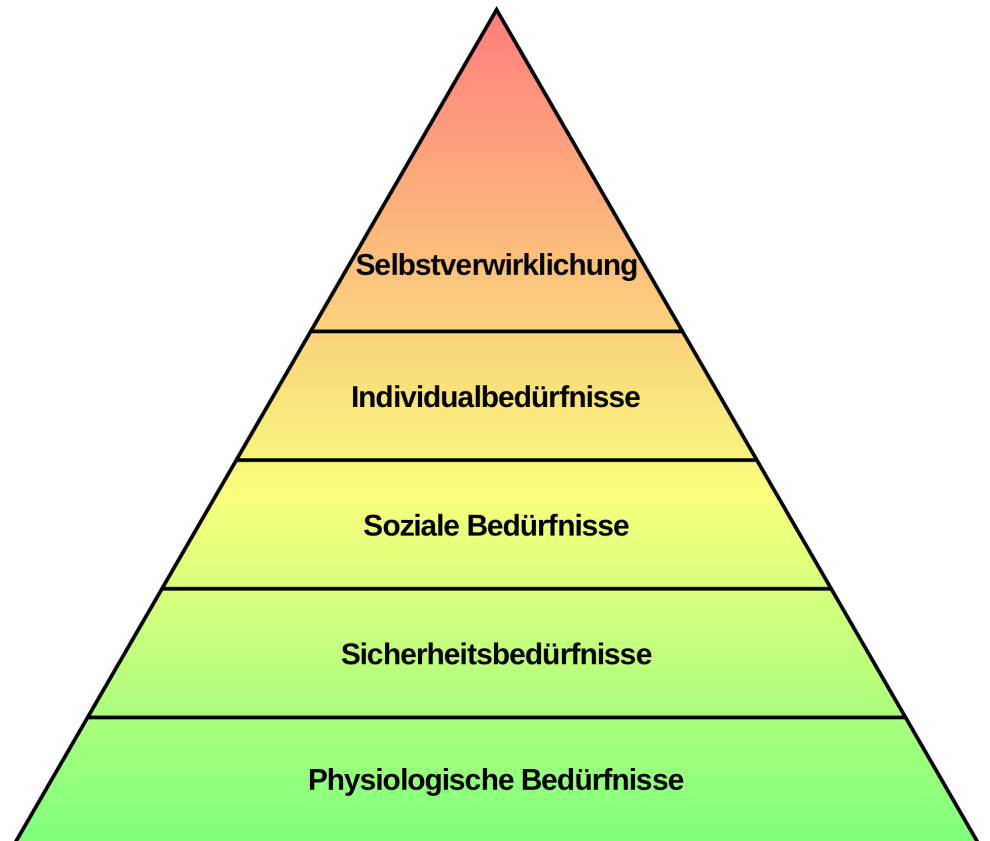 Selbstverwirklichung
Individualbedürfnisse
Soziale Bedürfnisse
Sicherheitsbedürfnisse
Physiologische Bedürfnisse